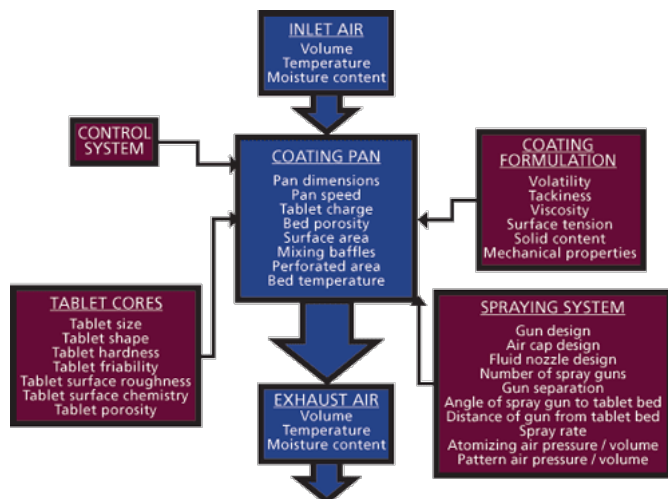 INLET AIR
Volume
Temperature
Moisture content
CONTROL
SYSTEM
COATING PAN
Pan dimensions
Pan speed
Tablet charge
Bed porosity
Surface area
Mixing baffles
Perforated area
Bed temperature
COATING
FORMULATION
Volatility
Tackiness
Viscosity
Surface tension
Solid content
Mechanical properties
TABLET CORES
Tablet size
Tablet shape
Tablet hardness
Tablet friability
Tablet surface roughness
Tablet surface chemistry
Tablet porosity
SPRAYING SYSTEM
Gun design
Air cap design
Fluid nozzle design
Number of spray guns
Gun separation
Angle of spray gun to tablet bed
Distance of gun from tablet bed
Spray rate
Atomizing air pressure / volume
Pattern air pressure / volume
EXHAUST AIR
Volume
Temperature
Moisture content